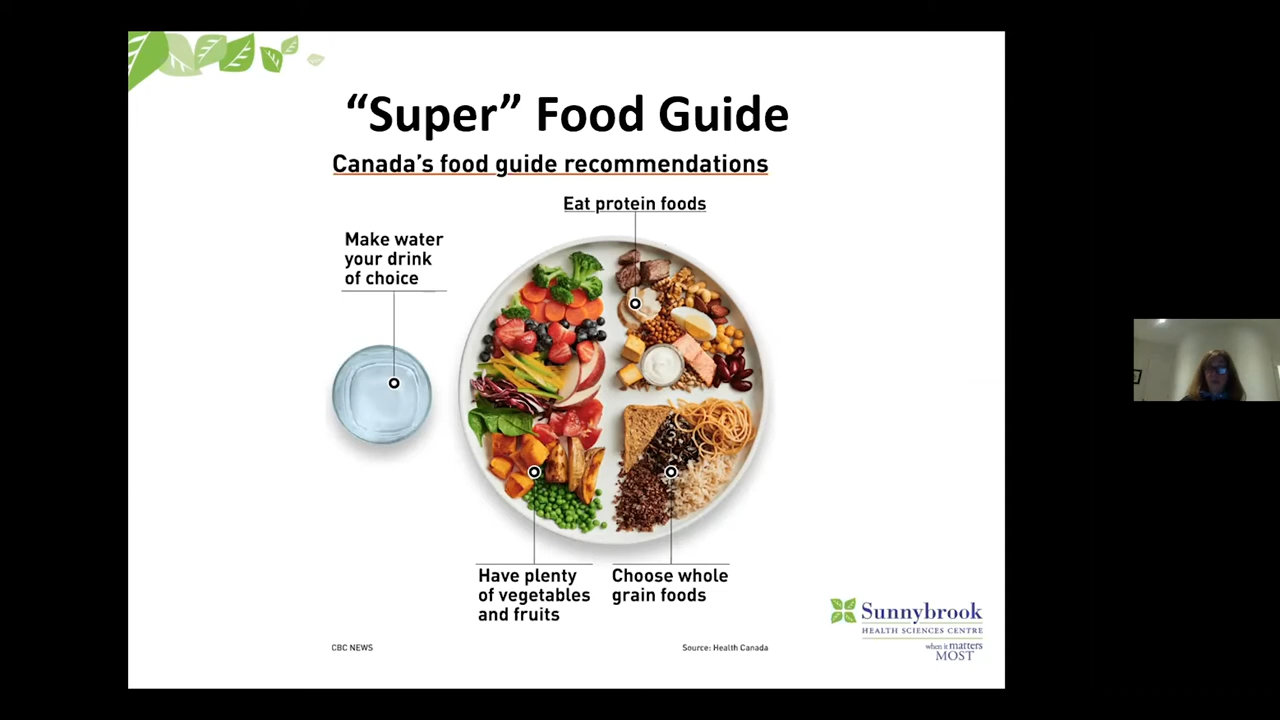 “Super” Food Guide
Canada’s food guide recommendations
Eat protein foods
Make water
your drink
of choice
Have plenty
of vegetables
and fruits
Choose whole
grain foods
CBC NEWS
Source: Health Canada
Sunnybrook
HEALTH SCIENCES CENTRE
when it matters
MOST